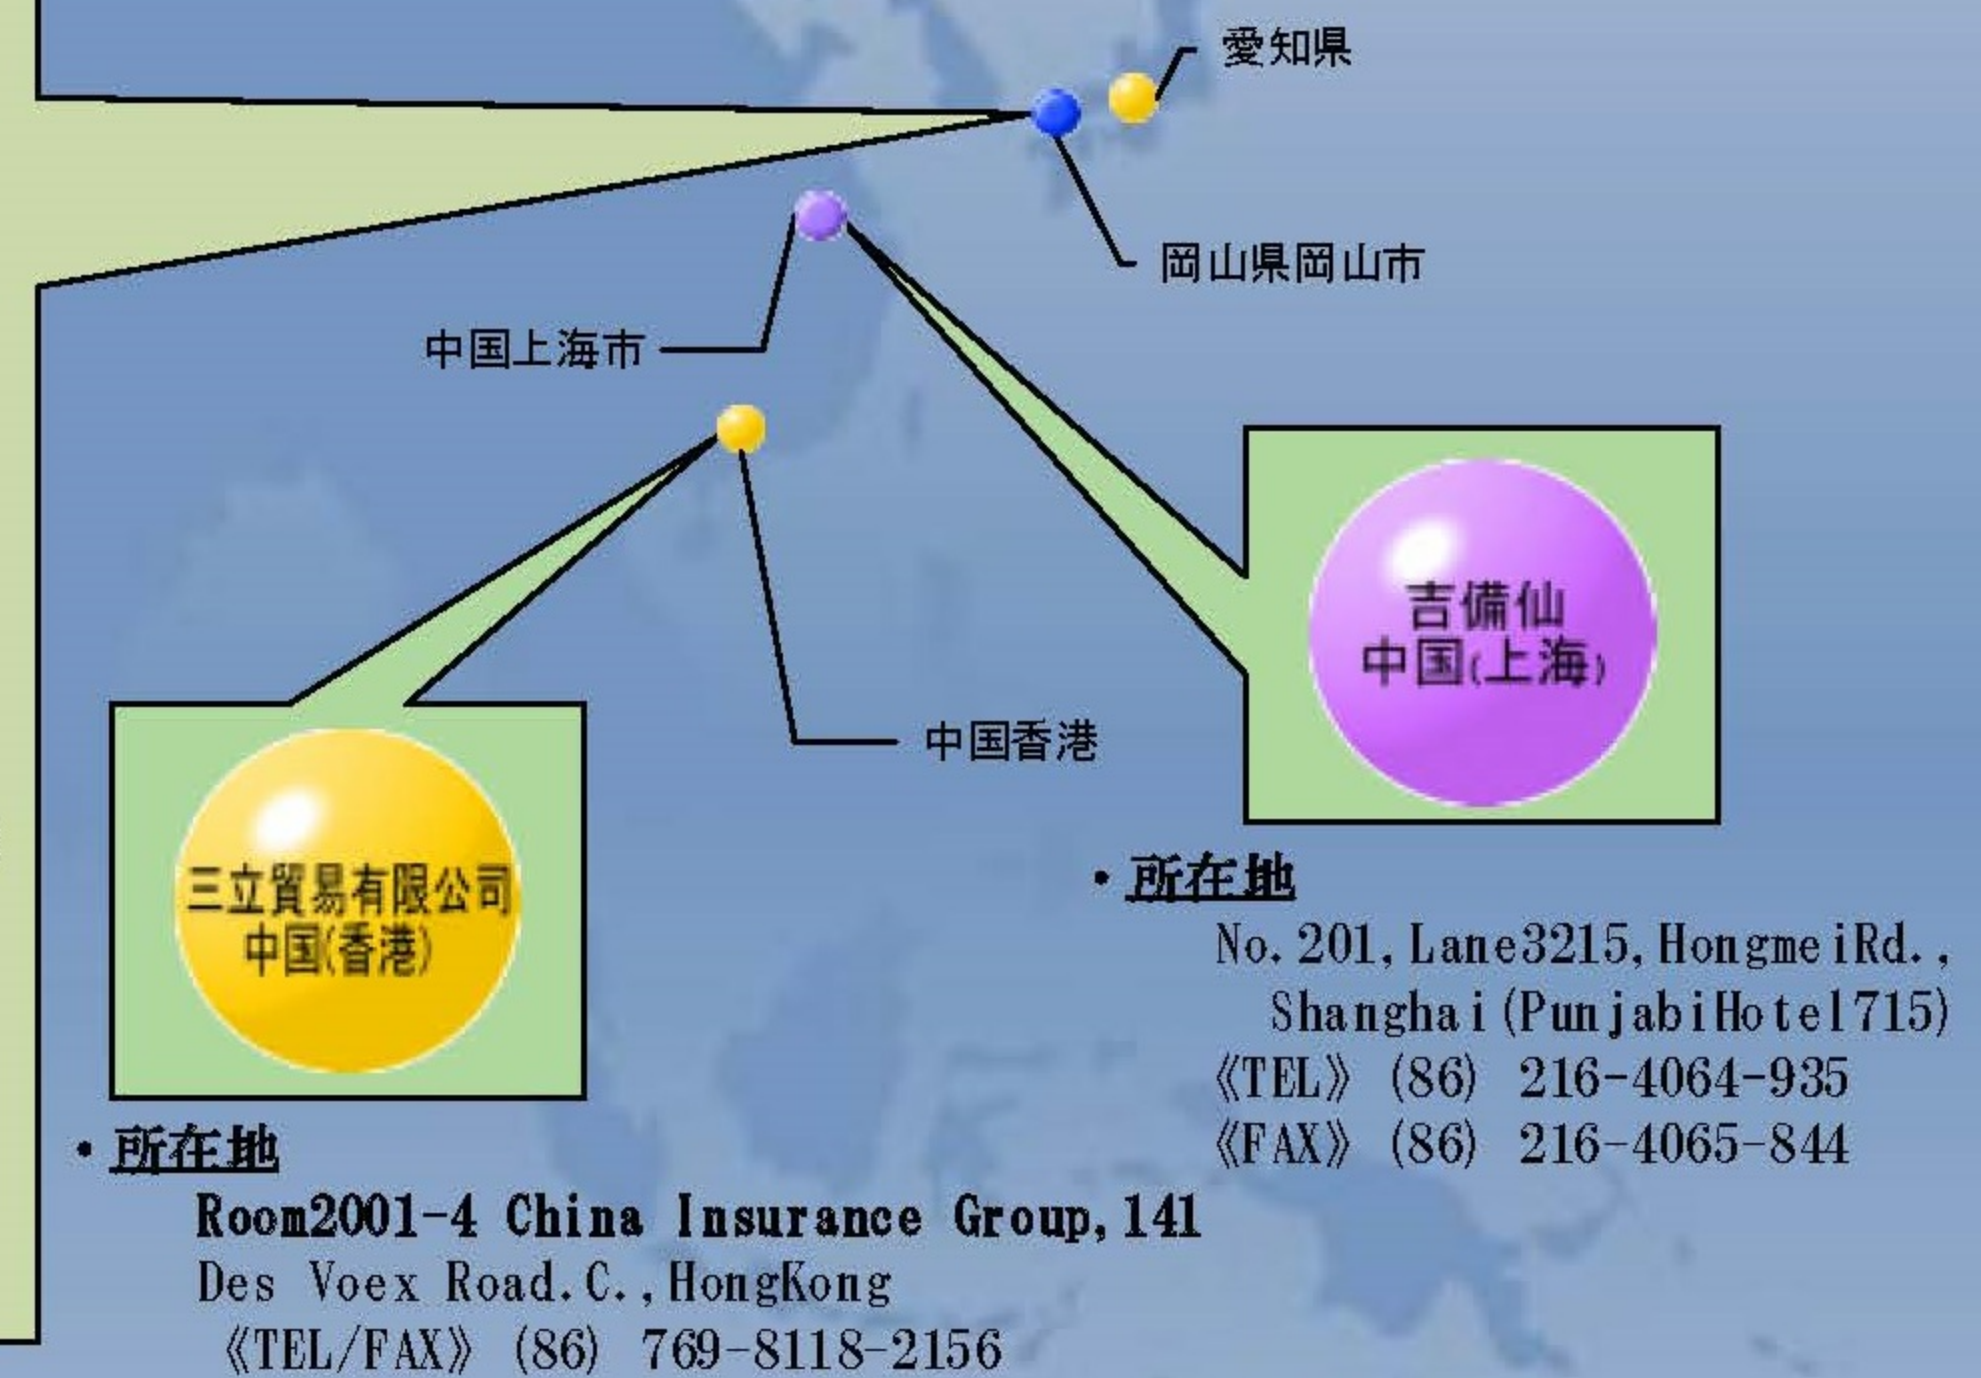 愛知県
岡山県岡山市
中国上海市
吉備仙
中国(上海)
中国香港
三立貿易有限公司
中国(香港)
・所在地
No.201,Lane3215,HongmeiRd.,
Shanghai(PunjabiHotel715)
《TEL》 (86) 216-4064-935
《FAX》 (86) 216-4065-844
・所在地
Room2001-4 China Insurance Group,141
Des Voex Road.C.,HongKong
《TEL/FAX》 (86) 769-8118-2156